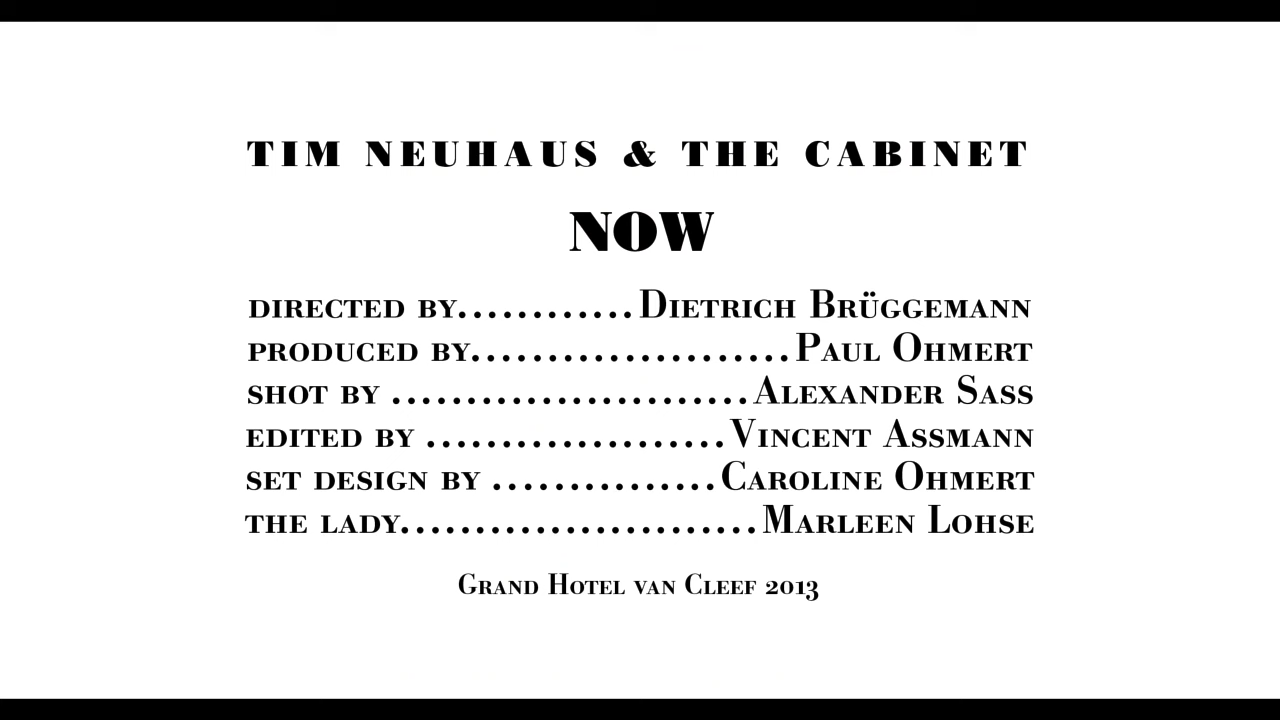 TIM NEUHAUS & THE CABINET
NOW
DIRECTED BY............DIETRICH BRÜGGEMANN
PRODUCED BY.....................PAUL OHMERT
SHOT BY ........................ALEXANDER SASS
EDITED BY ....................VINCENT ASSMANN
SET DESIGN BY ...............CAROLINE OHMERT
THE LADY........................MARLEEN LOHSE
GRAND HOTEL VAN CLEEF 2013